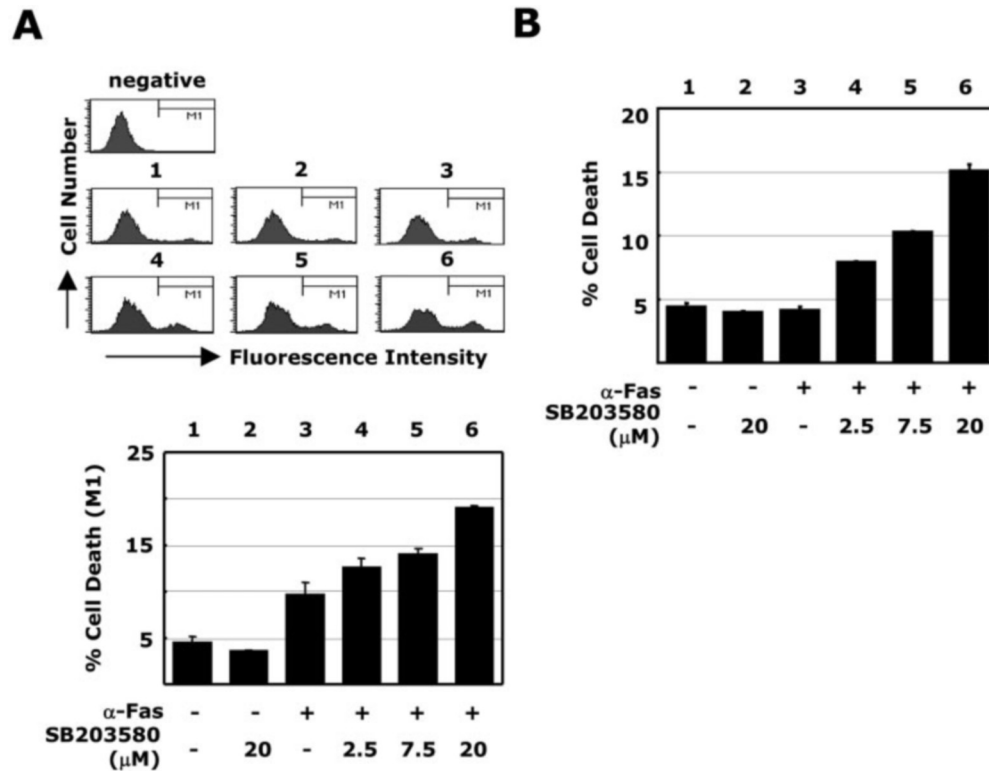 A
negative
M1
1 2 3
M1 M1 M1
4 5 6
M1 M1 M1
Cell Number
Fluorescence Intensity
1 2 3 4 5 6
25
15
5
% Cell Death (M1)
α-Fas - - + + + +
SB203580
(μM) - 20 - 2.5 7.5 20
B
1 2 3 4 5 6
20
15
10
5
% Cell Death
α-Fas - - + + + +
SB203580
(μM) - 20 - 2.5 7.5 20